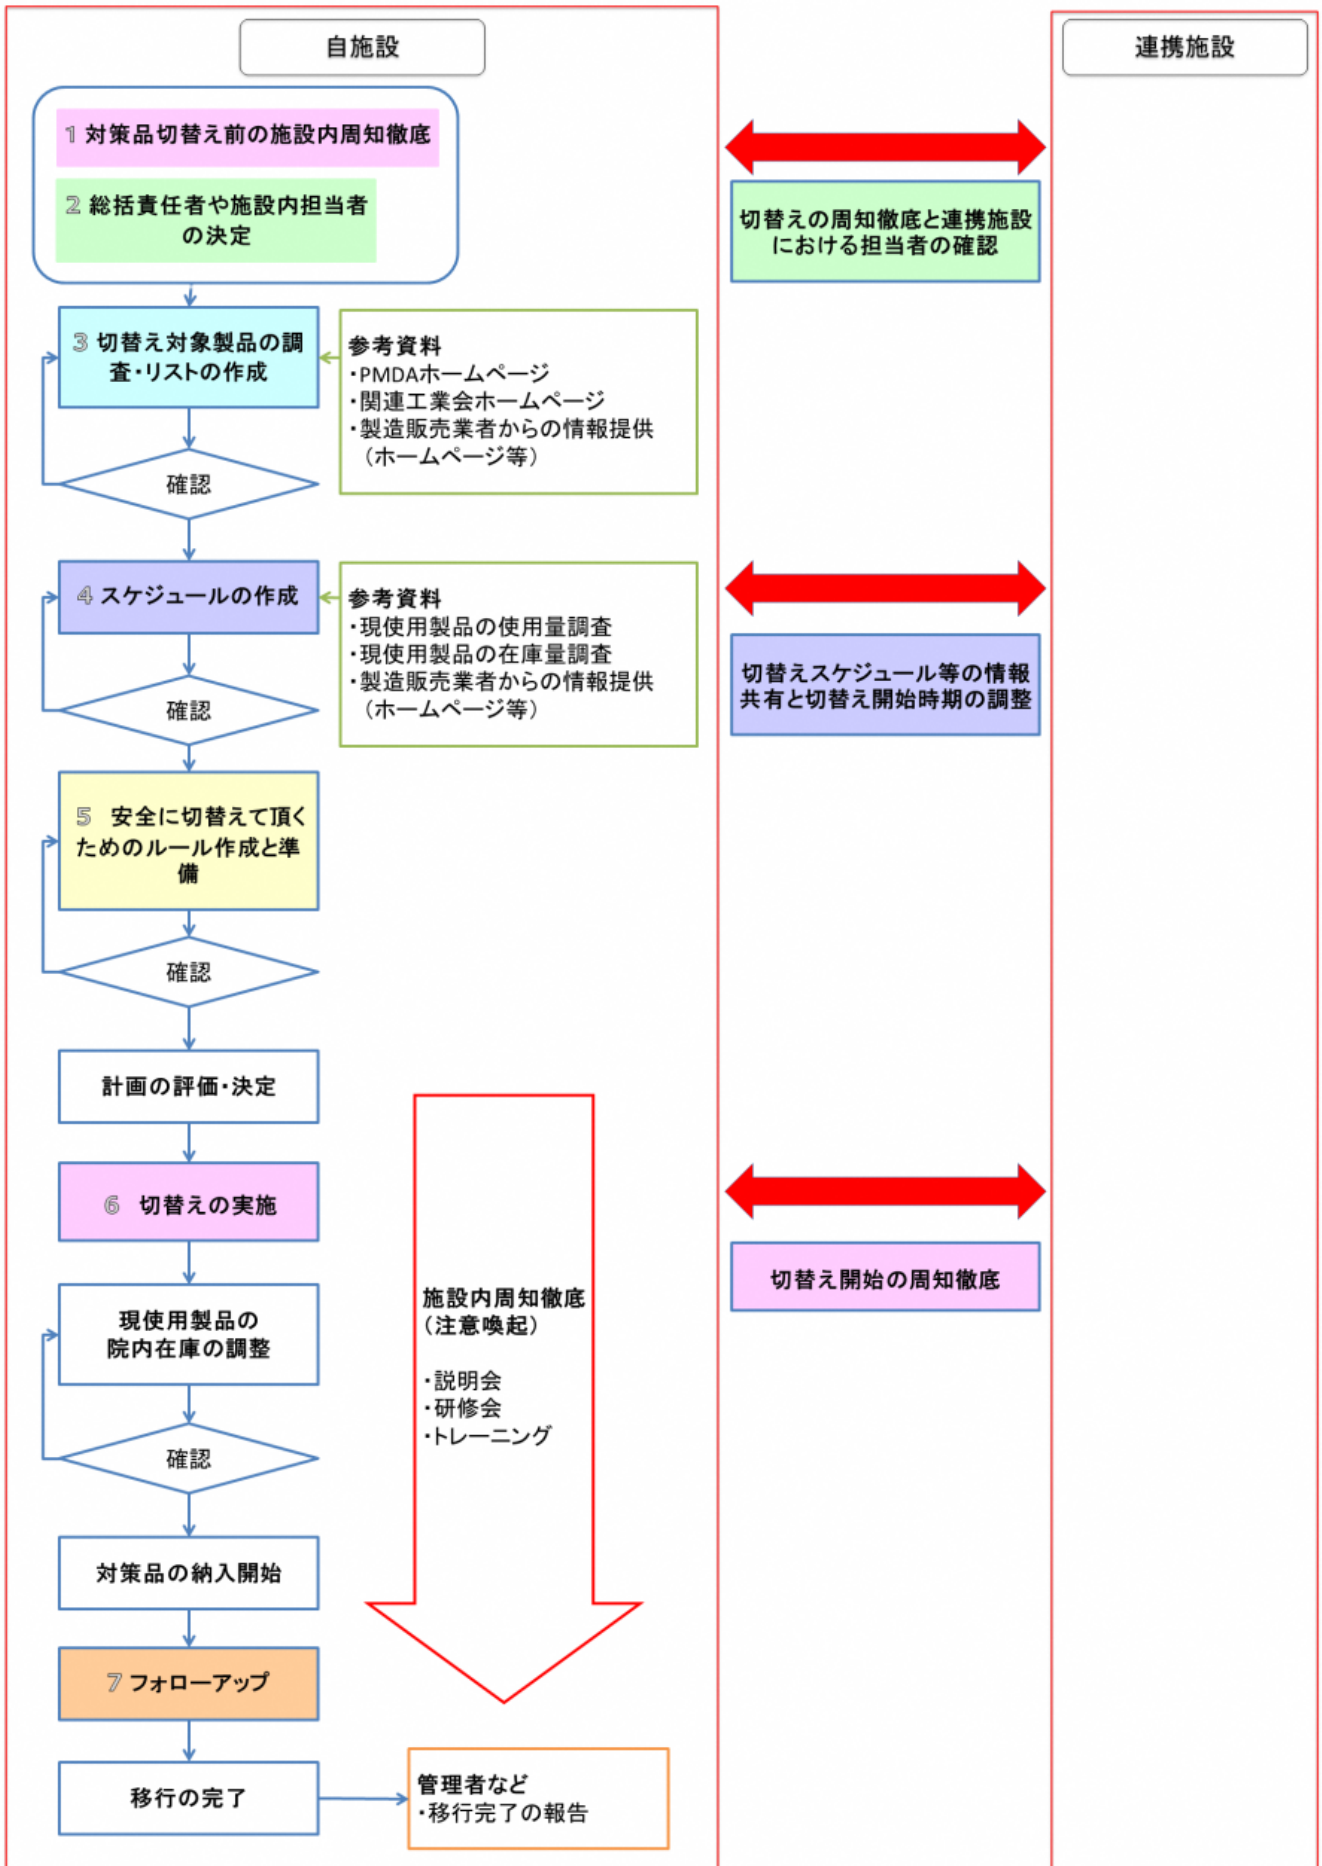 自施設
連携施設
1 対策品切替え前の施設内周知徹底
2 総括責任者や施設内担当者
の決定
切替えの周知徹底と連携施設
における担当者の確認
3 切替え対象製品の調
査・リストの作成
参考資料
・PMDAホームページ
・関連工業会ホームページ
・製造販売業者からの情報提供
（ホームページ等）
確認
4 スケジュールの作成
参考資料
・現使用製品の使用量調査
・現使用製品の在庫量調査
・製造販売業者からの情報提供
（ホームページ等）
切替えスケジュール等の情報
共有と切替え開始時期の調整
確認
5 安全に切替えて頂く
ためのルール作成と準
備
確認
計画の評価・決定
6 切替えの実施
切替え開始の周知徹底
現使用製品の
院内在庫の調整
施設内周知徹底
（注意喚起）
・説明会
・研修会
・トレーニング
確認
対策品の納入開始
7 フォローアップ
移行の完了
管理者など
・移行完了の報告